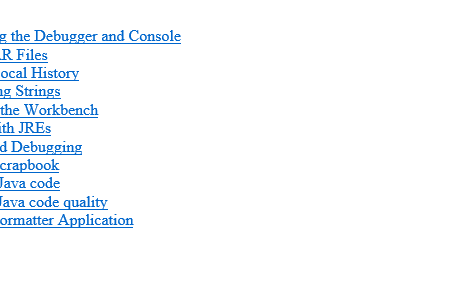 g the Debugger and Console
R Files
ocal History
ng Strings
the Workbench
ith JREs
d Debugging
crapbook
Java code
Java code quality
ormatter Application